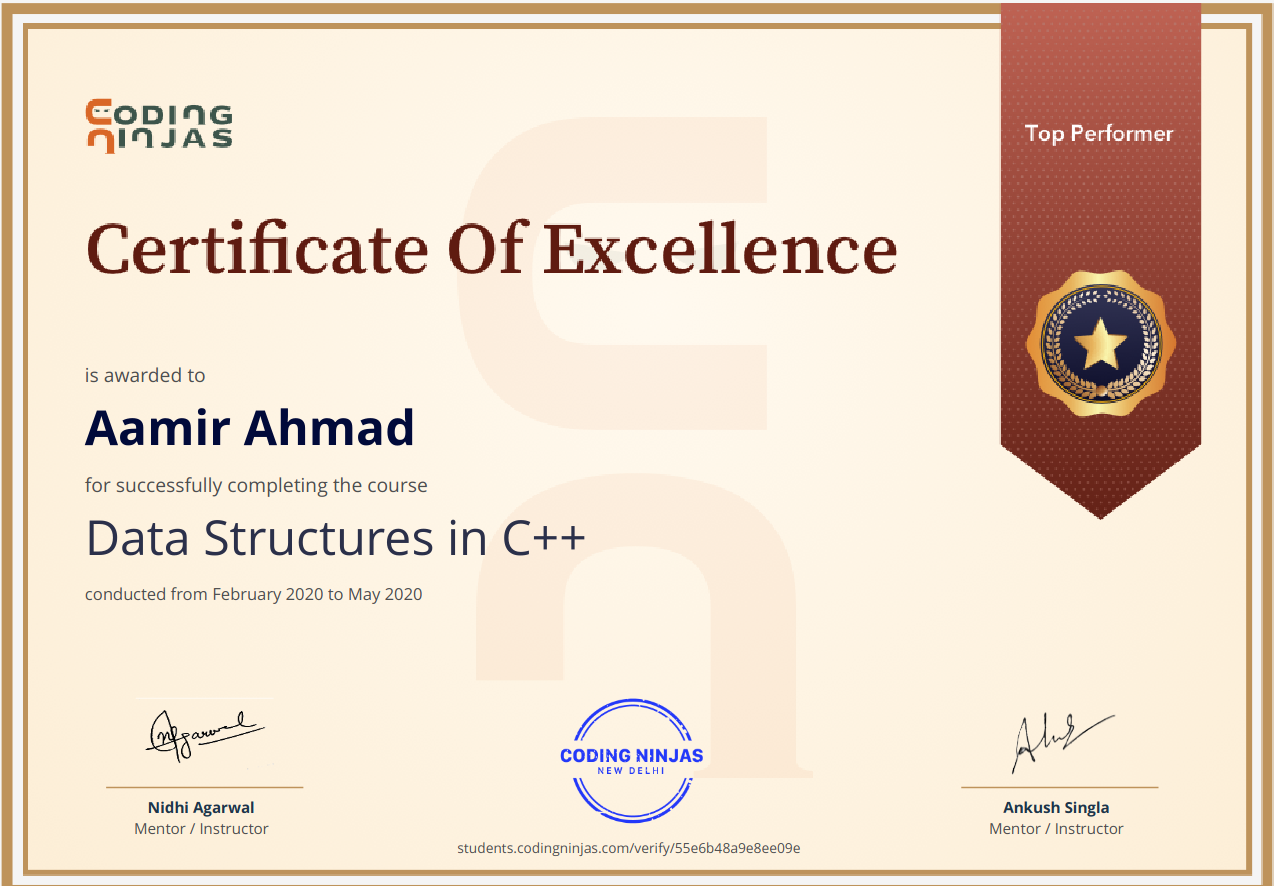 CODING
NINJAS
Top Performer
Certificate Of Excellence
is awarded to
Aamir Ahmad
for successfully completing the course
Data Structures in C++
conducted from February 2020 to May 2020
NAgarwal
CODING NINJAS
NEW DELHI
Nidhi Agarwal
Mentor / Instructor
Ankush Singla
Mentor / Instructor
students.codingninjas.com/verify/55e6b48a9e8ee09e